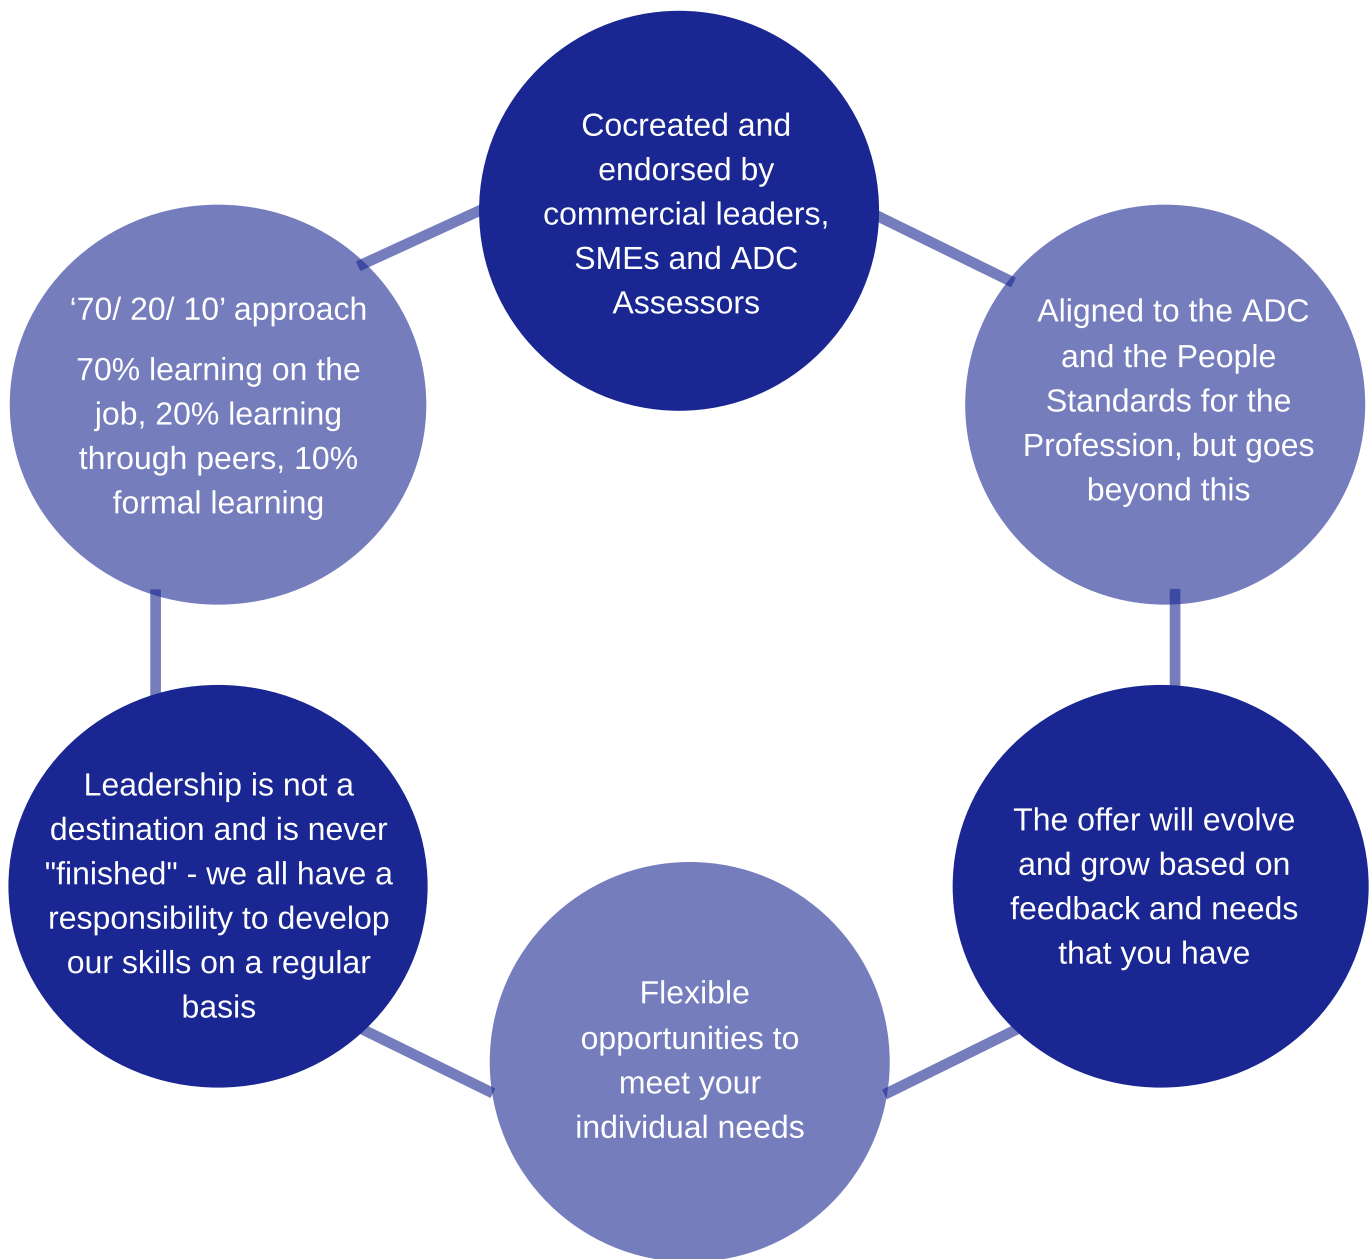 Cocreated and
endorsed by
commercial leaders,
SMEs and ADC
Assessors
‘70/ 20/ 10’ approach
70% learning on the
job, 20% learning
through peers, 10%
formal learning
Aligned to the ADC
and the People
Standards for the
Profession, but goes
beyond this
Leadership is not a
destination and is never
"finished" - we all have a
responsibility to develop
our skills on a regular
basis
The offer will evolve
and grow based on
feedback and needs
that you have
Flexible
opportunities to
meet your
individual needs